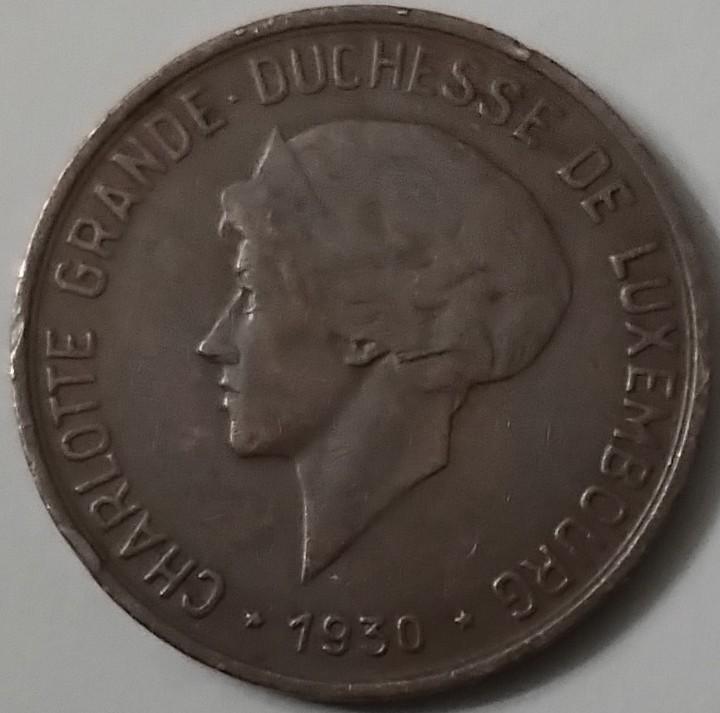 CHARLOTTE GRANDE-DUCHESSE DE LUXEMBOURG
* 1930 *